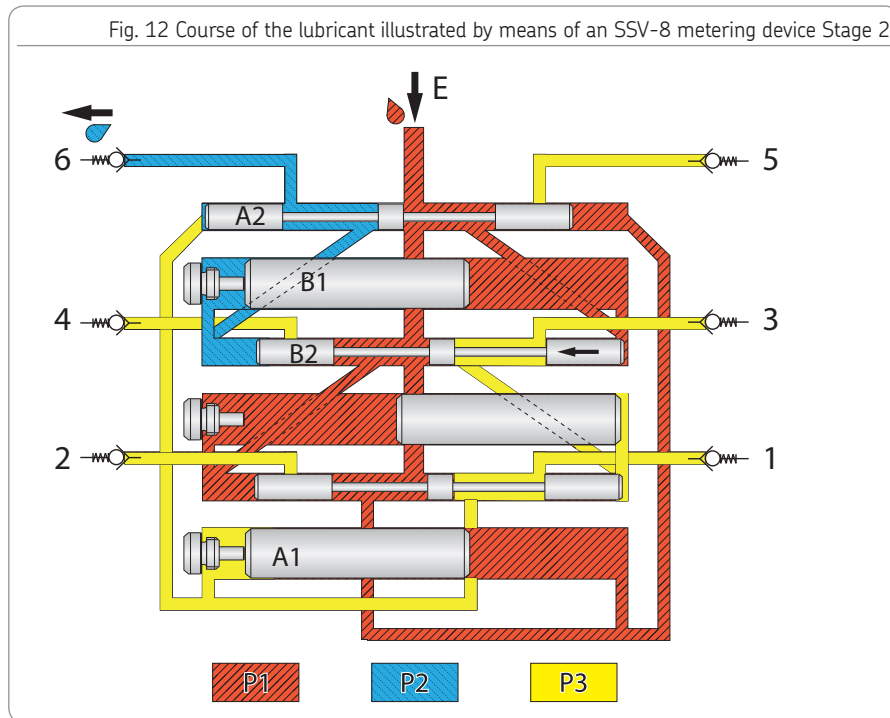 Fig. 12 Course of the lubricant illustrated by means of an SSV-8 metering device Stage 2
E
6
5
A2
B1
4
3
B2
2
1
A1
P1 P2 P3